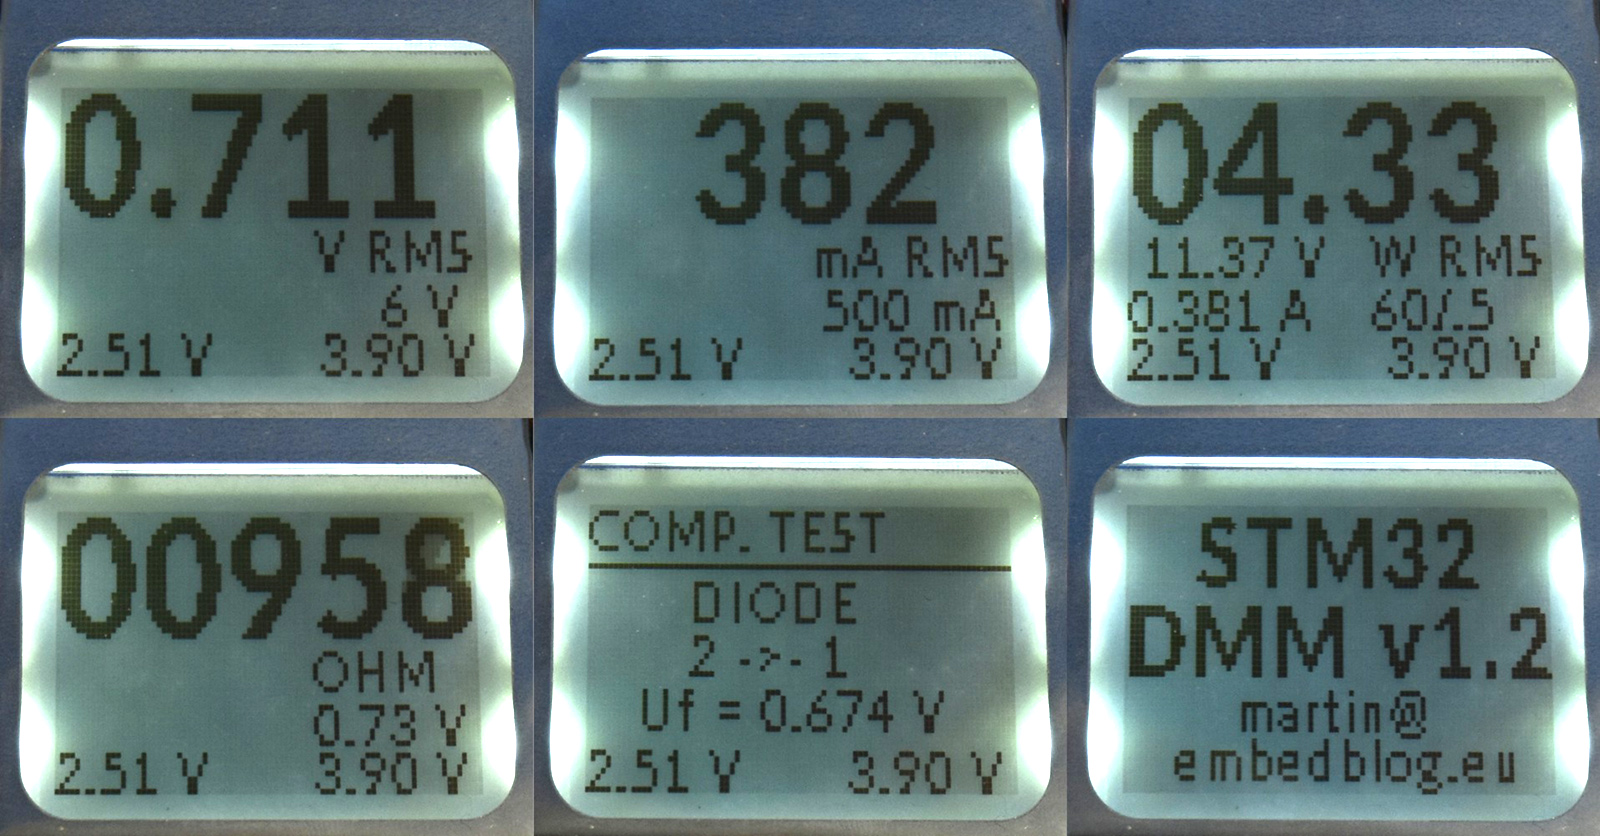 0.711
V RMS
6 V
2.51 V 3.90 V
382
mA RMS
500 mA
2.51 V 3.90 V
04.33
11.37 V W RMS
0.381 A 60/.5
2.51 V 3.90 V
00958
OHM
0.73 V
2.51 V 3.90 V
COMP. TEST
DIODE
2 ->- 1
Uf = 0.674 V
2.51 V 3.90 V
STM32
DMM v1.2
martin@
embedblog.eu